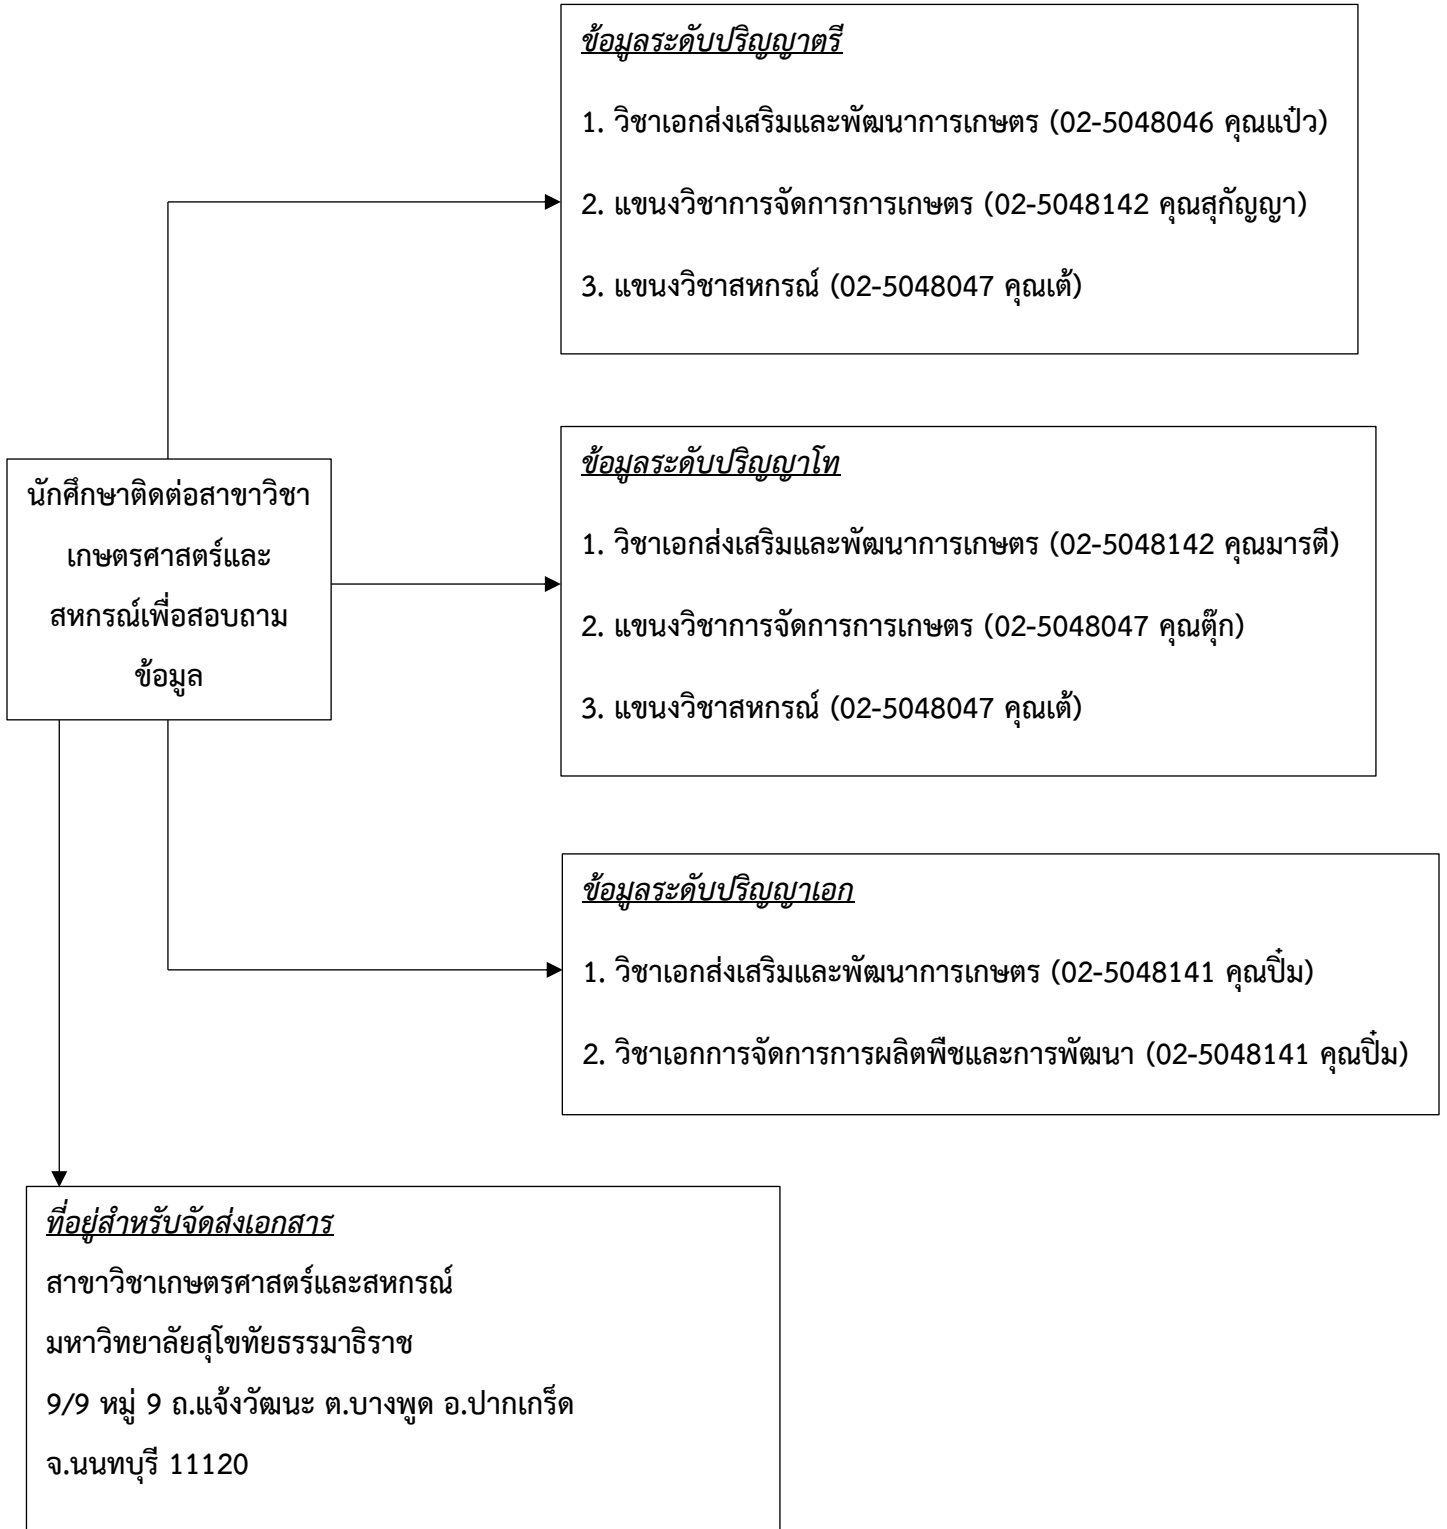 ข้อมูลระดับปริญญาตรี
1. วิชาเอกส่งเสริมและพัฒนาการเกษตร (02-5048046 คุณแป๋ว)
2. แขนงวิชาการจัดการการเกษตร (02-5048142 คุณสุกัญญา)
3. แขนงวิชาสหกรณ์ (02-5048047 คุณเต้)
นักศึกษาติดต่อสาขาวิชา
เกษตรศาสตร์และ
สหกรณ์เพื่อสอบถาม
ข้อมูล
ข้อมูลระดับปริญญาโท
1. วิชาเอกส่งเสริมและพัฒนาการเกษตร (02-5048142 คุณมารตี)
2. แขนงวิชาการจัดการการเกษตร (02-5048047 คุณตุ๊ก)
3. แขนงวิชาสหกรณ์ (02-5048047 คุณเต้)
ข้อมูลระดับปริญญาเอก
1. วิชาเอกส่งเสริมและพัฒนาการเกษตร (02-5048141 คุณปิ๋ม)
2. วิชาเอกการจัดการการผลิตพืชและการพัฒนา (02-5048141 คุณปิ๋ม)
ที่อยู่สำหรับจัดส่งเอกสาร
สาขาวิชาเกษตรศาสตร์และสหกรณ์
มหาวิทยาลัยสุโขทัยธรรมาธิราช
9/9 หมู่ 9 ถ.แจ้งวัฒนะ ต.บางพูด อ.ปากเกร็ด
จ.นนทบุรี 11120